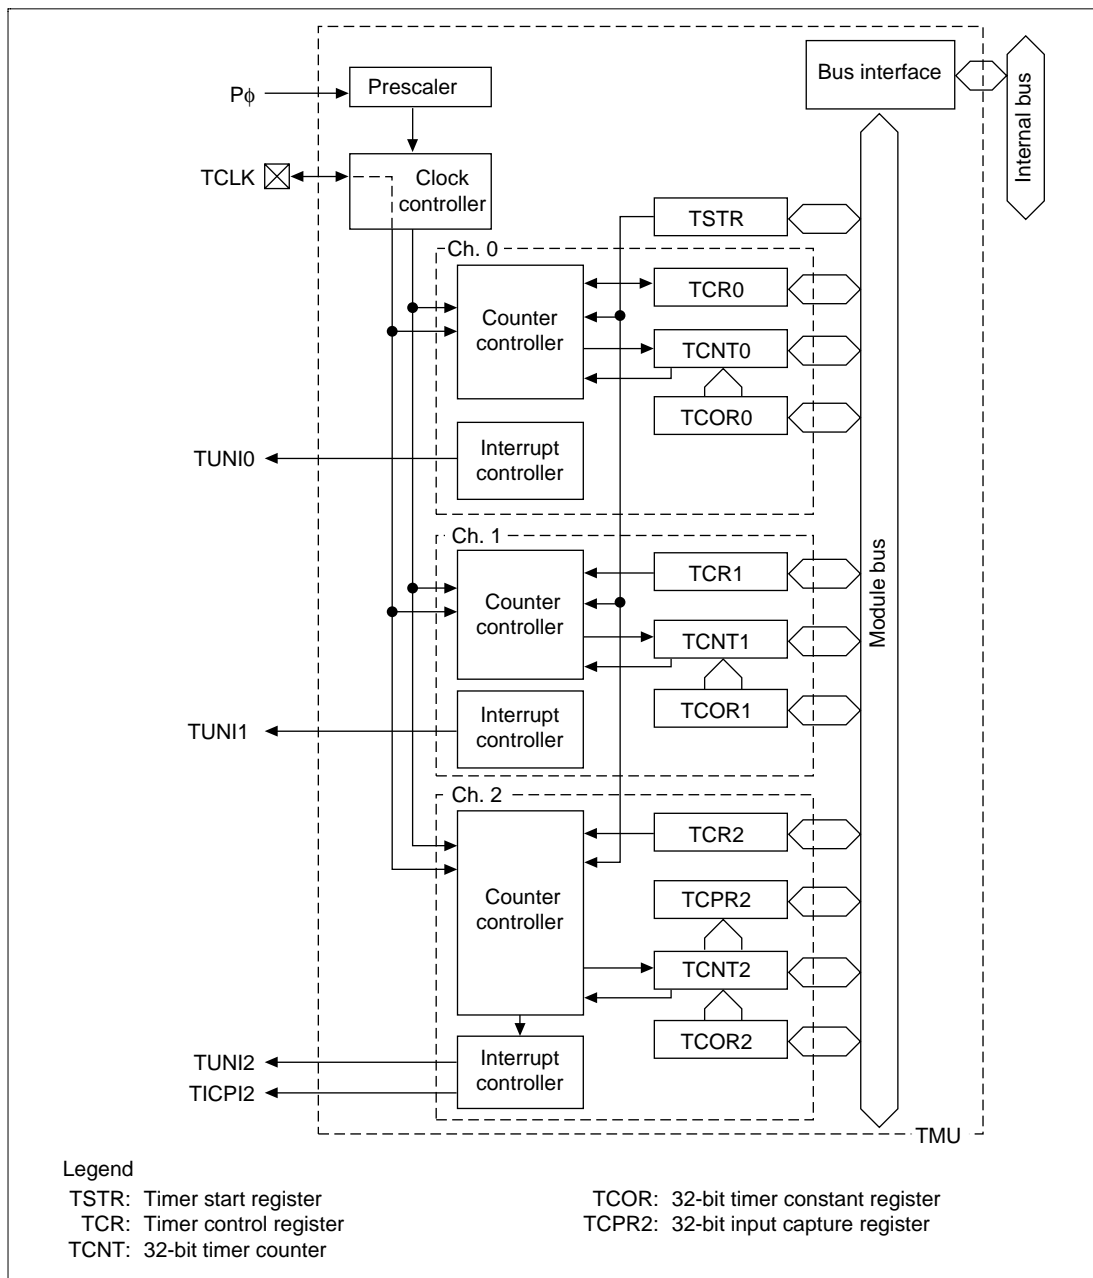 Bus interface
Internal bus
Prescaler
Pϕ
TCLK
Clock
controller
TSTR
Ch. 0
Counter
controller
TCR0
TCNT0
TCOR0
Interrupt
controller
TUNI0
Module bus
Ch. 1
Counter
controller
TCR1
TCNT1
TCOR1
Interrupt
controller
TUNI1
Ch. 2
Counter
controller
TCR2
TCPR2
TCNT2
TCOR2
Interrupt
controller
TUNI2
TICPI2
TMU
Legend
TSTR: Timer start register
TCR: Timer control register
TCNT: 32-bit timer counter
TCOR: 32-bit timer constant register
TCPR2: 32-bit input capture register